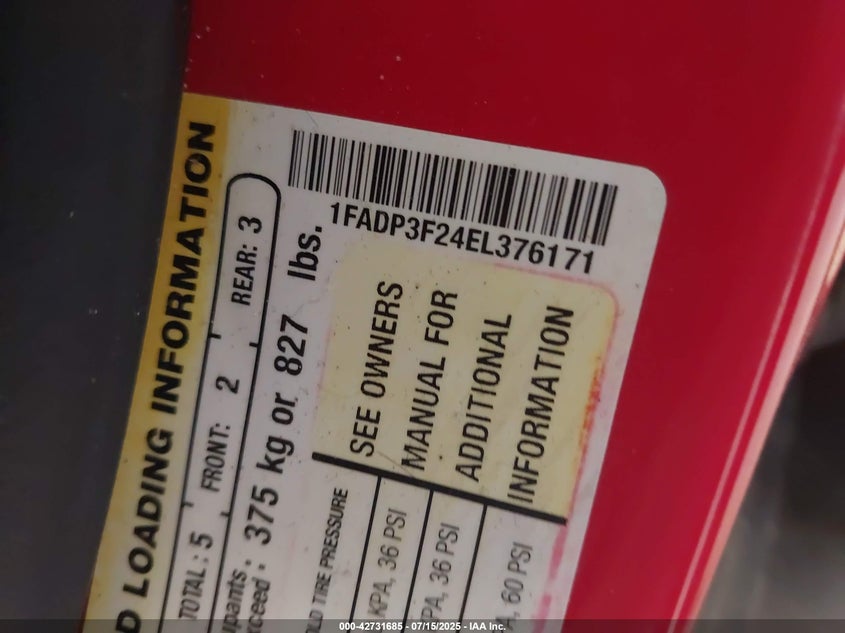 D LOADING INFORMATION
TOTAL: 5 FRONT: 2 REAR: 3
upants:
xceed: 375 kg or 827 lbs.
OLD TIRE PRESSURE
KPA, 36 PSI
PA, 36 PSI
, 60 PSI
SEE OWNERS
MANUAL FOR
ADDITIONAL
INFORMATION
1FADP3F24EL376171
000-42731685 - 07/15/2025 - IAA Inc.